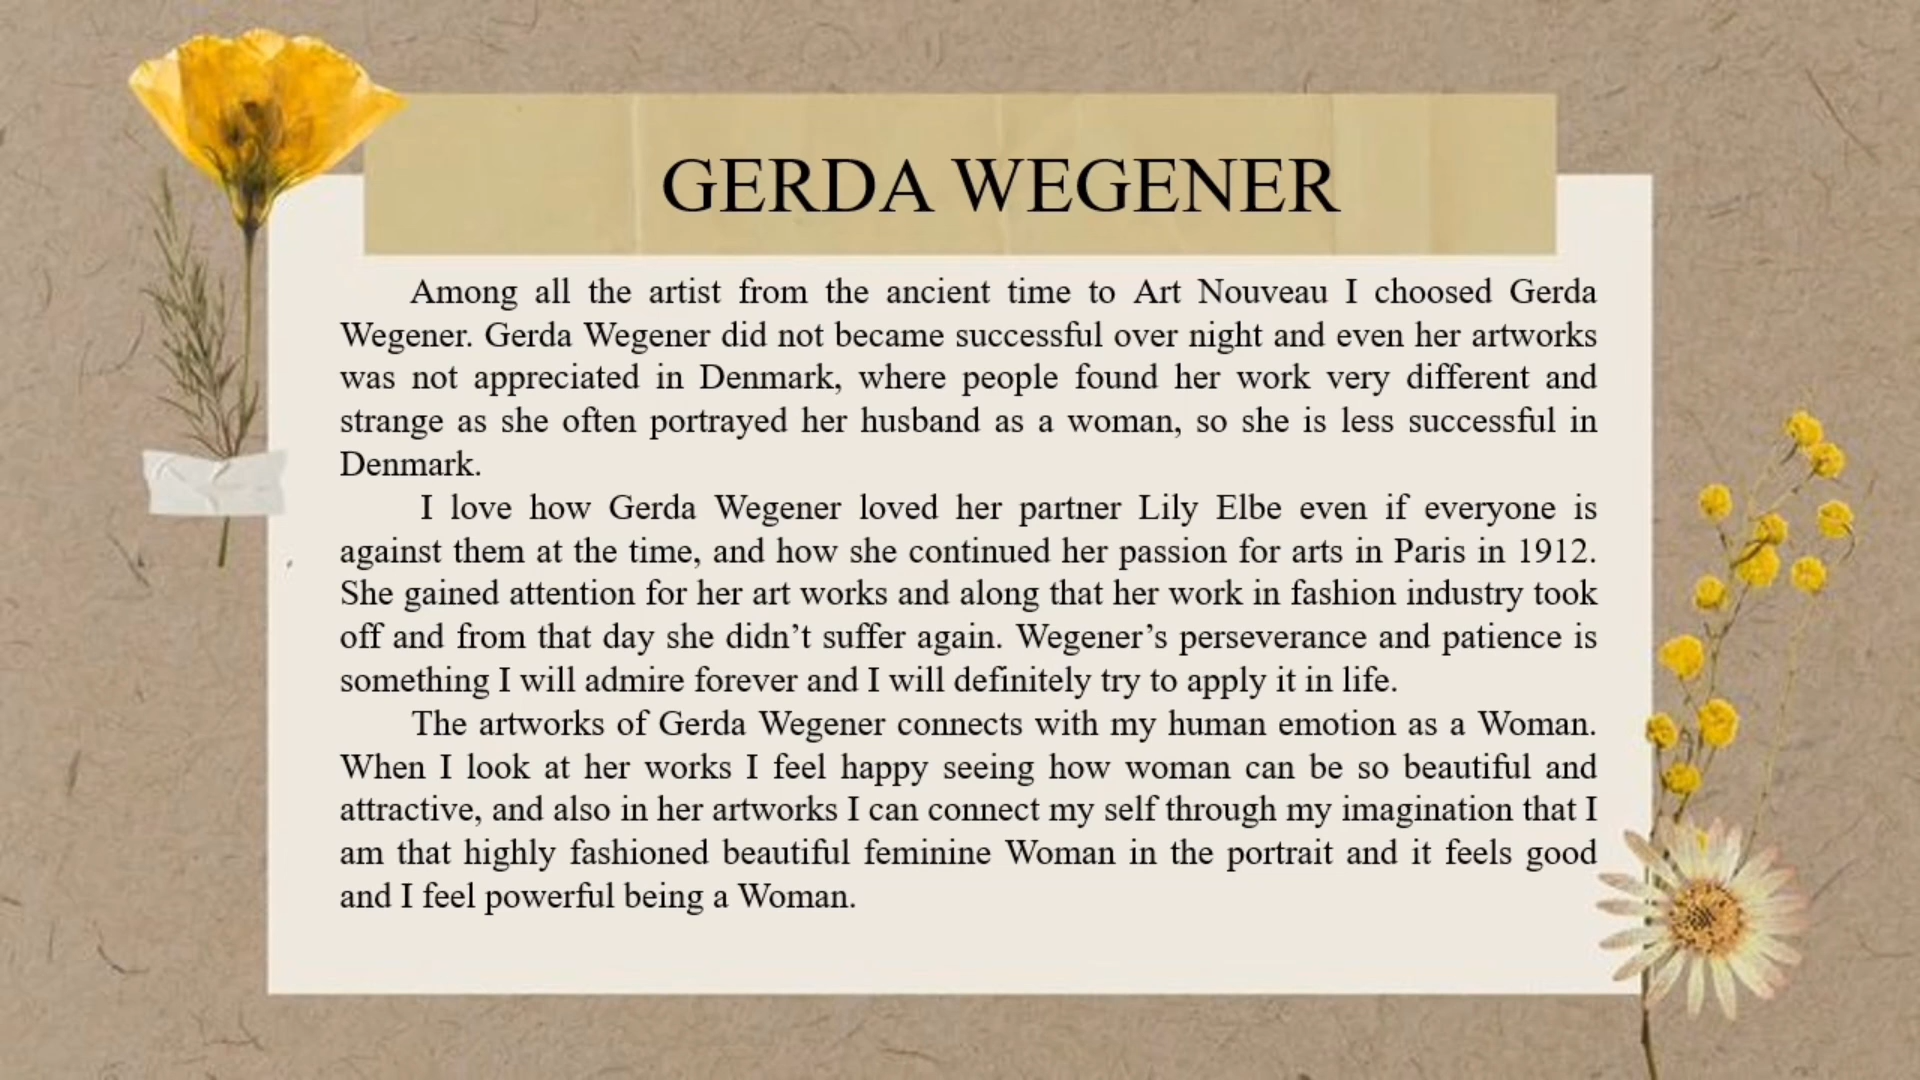 GERDA WEGENER
Among all the artist from the ancient time to Art Nouveau I choosed Gerda
Wegener. Gerda Wegener did not became successful over night and even her artworks
was not appreciated in Denmark, where people found her work very different and
strange as she often portrayed her husband as a woman, so she is less successful in
Denmark.
I love how Gerda Wegener loved her partner Lily Elbe even if everyone is
against them at the time, and how she continued her passion for arts in Paris in 1912.
She gained attention for her art works and along that her work in fashion industry took
off and from that day she didn’t suffer again. Wegener’s perseverance and patience is
something I will admire forever and I will definitely try to apply it in life.
The artworks of Gerda Wegener connects with my human emotion as a Woman.
When I look at her works I feel happy seeing how woman can be so beautiful and
attractive, and also in her artworks I can connect my self through my imagination that I
am that highly fashioned beautiful feminine Woman in the portrait and it feels good
and I feel powerful being a Woman.